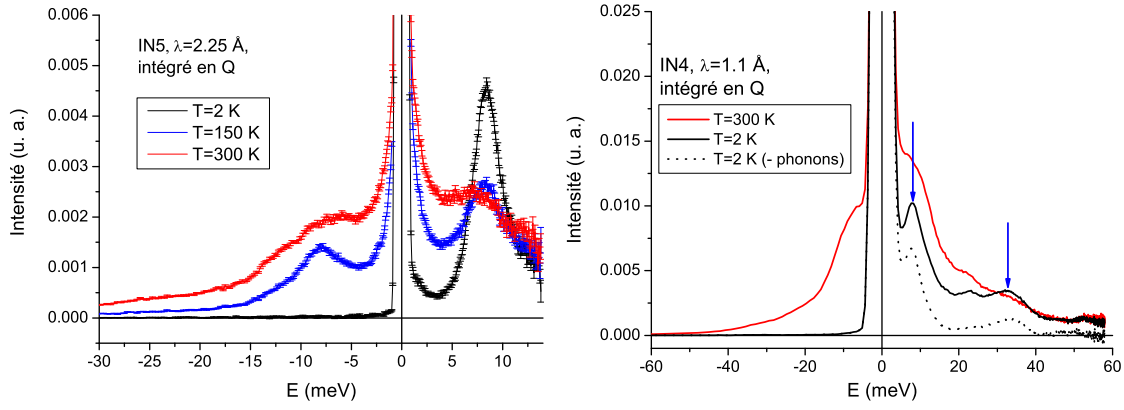 IN5, λ=2.25 Å,
intégré en Q
T=2 K
T=150 K
T=300 K
Intensité (u. a.)
0.006
0.005
0.004
0.003
0.002
0.001
0.000
-30 -25 -20 -15 -10 -5 0 5 10
E (meV)
IN4, λ=1.1 Å,
intégré en Q
T=300 K
T=2 K
T=2 K (- phonons)
Intensité (u. a.)
0.025
0.020
0.015
0.010
0.005
0.000
-60 -40 -20 0 20 40 60
E (meV)